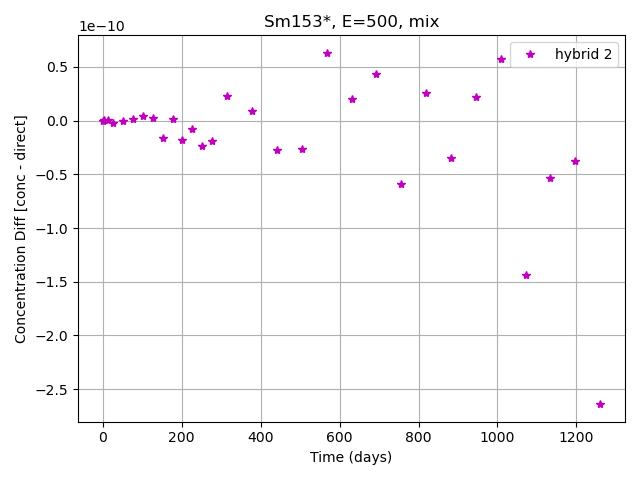 Sm153*, E=500, mix
1e−10
hybrid 2
0.5
0.0
−0.5
−1.0
−1.5
−2.0
−2.5
Concentration Diff [conc - direct]
0 200 400 600 800 1000 1200
Time (days)